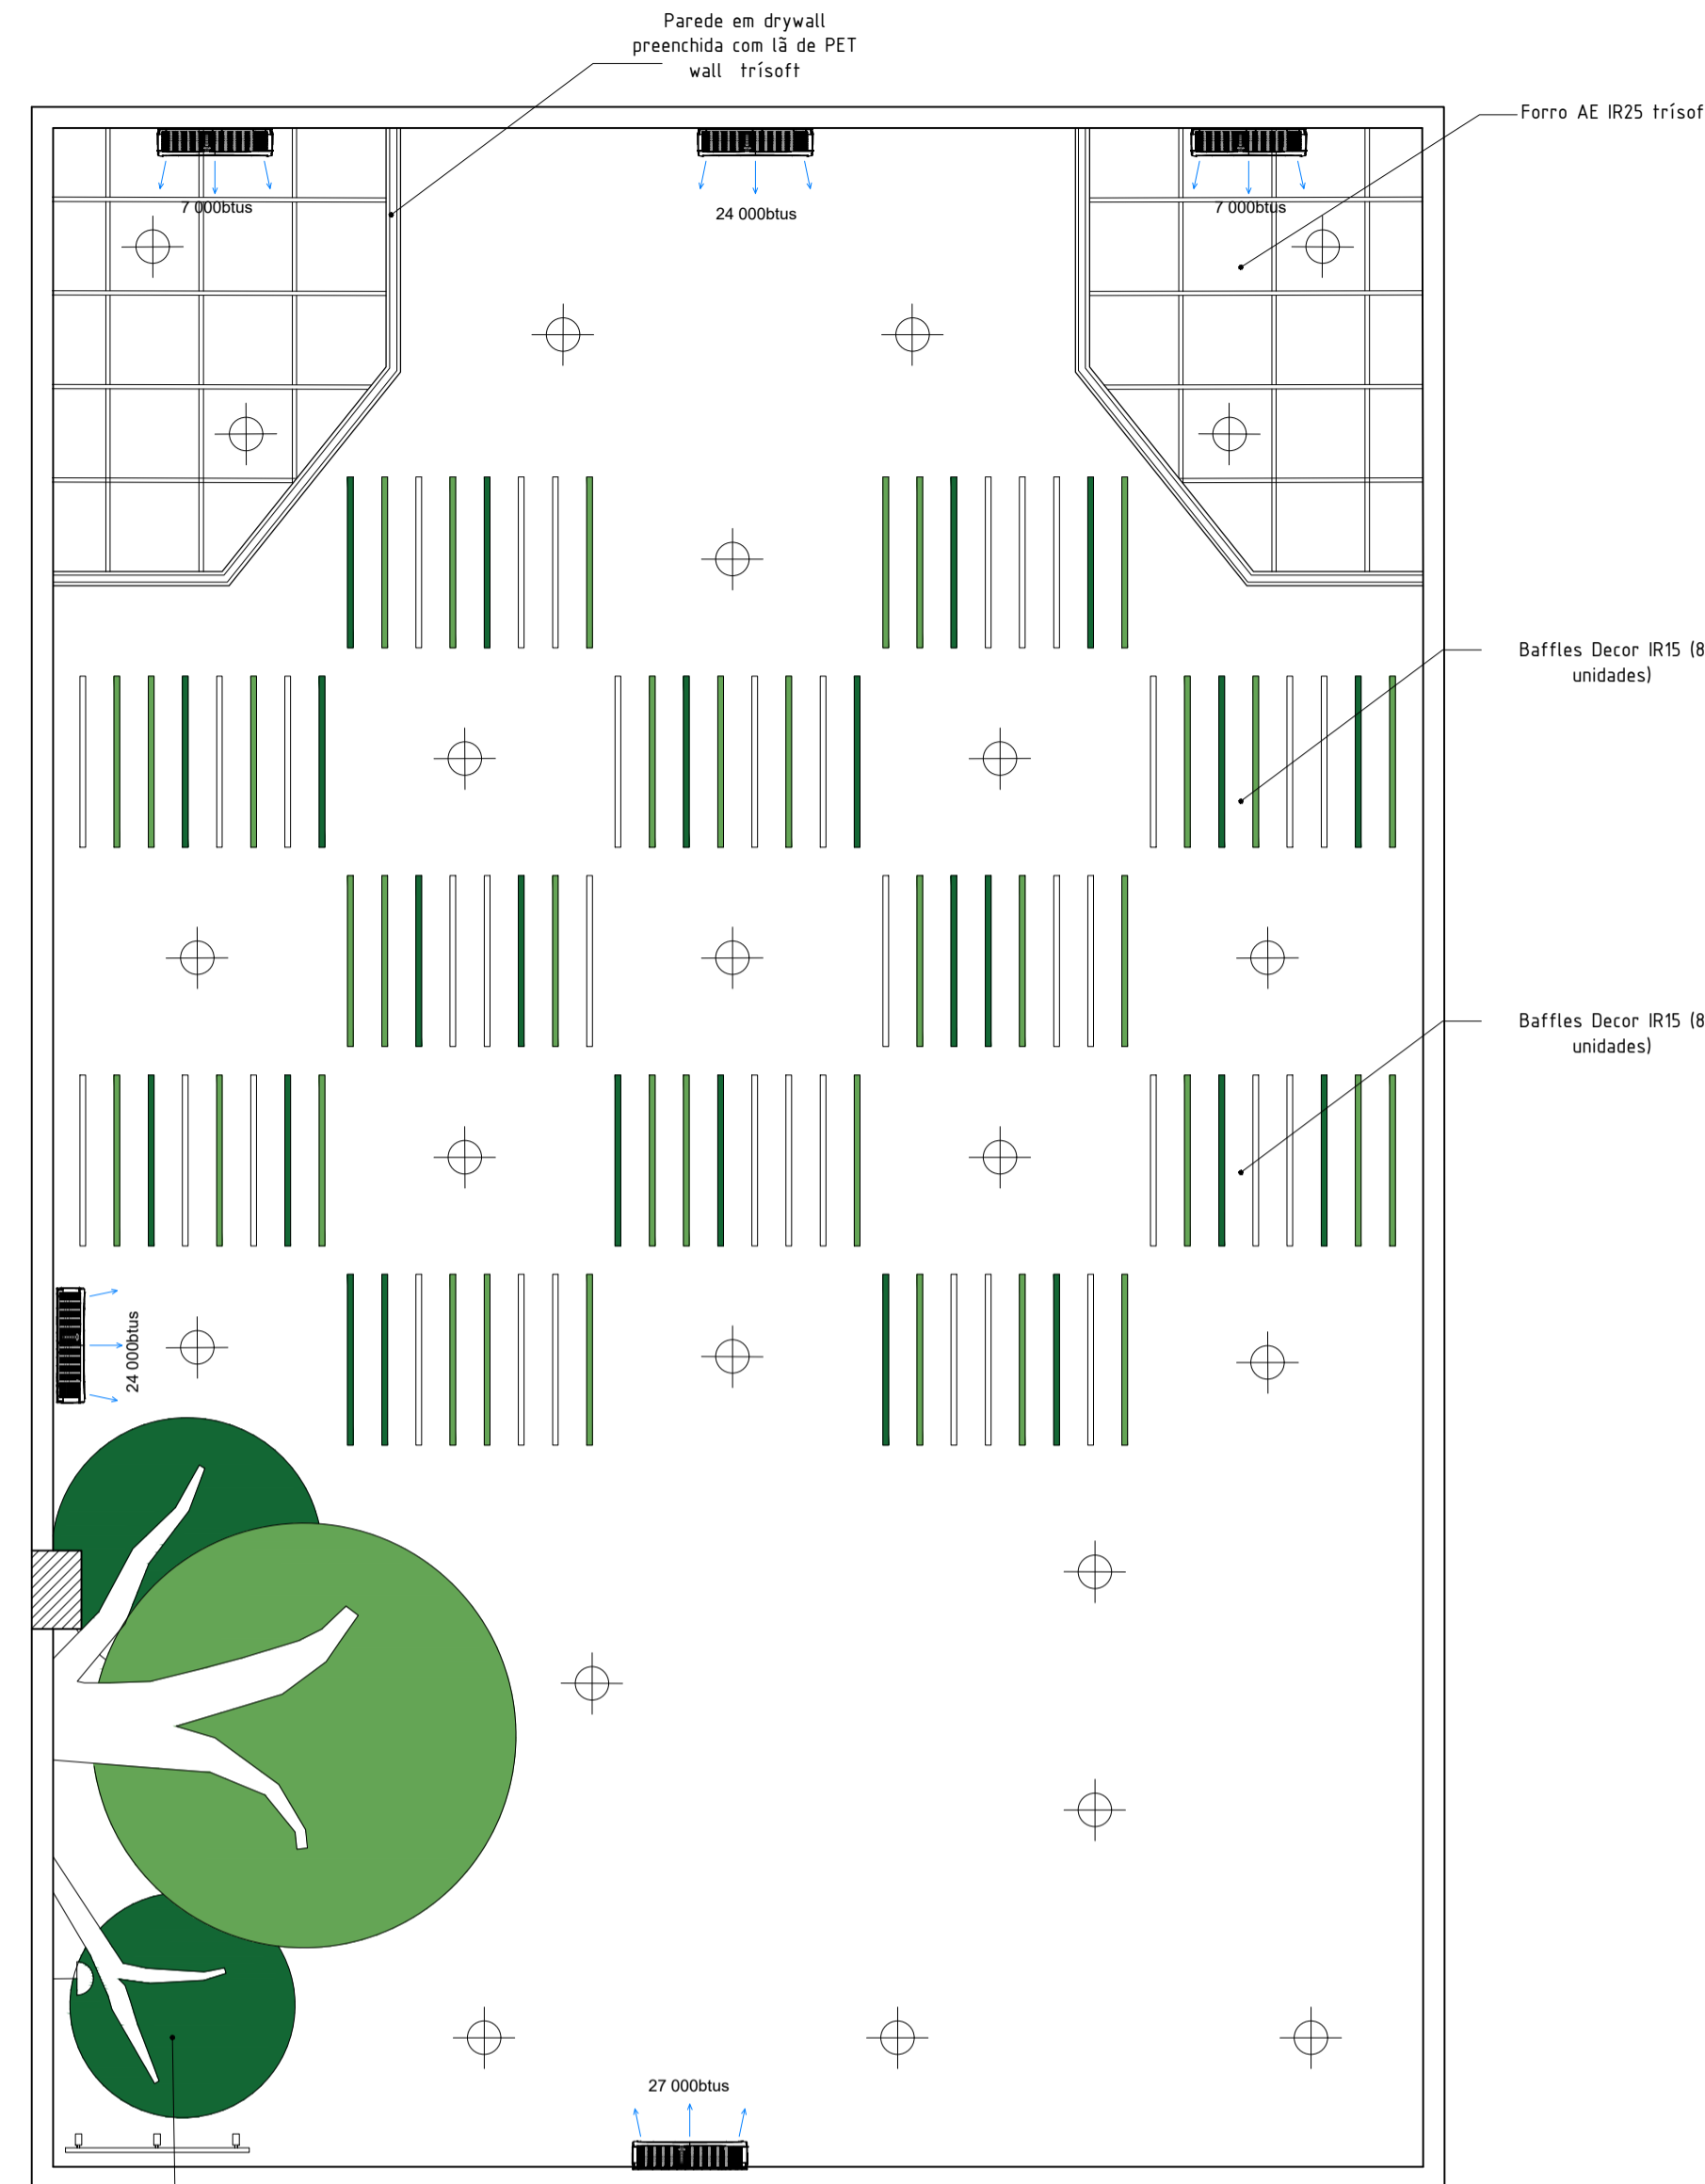 Parede em drywall
preenchida com lã de PET
wall trísoft
Forro AE IR25 trísof
7 000btus
24 000btus
7 000btus
Baffles Decor IR15 (8
unidades)
Baffles Decor IR15 (8
unidades)
24 000btus
27 000btus